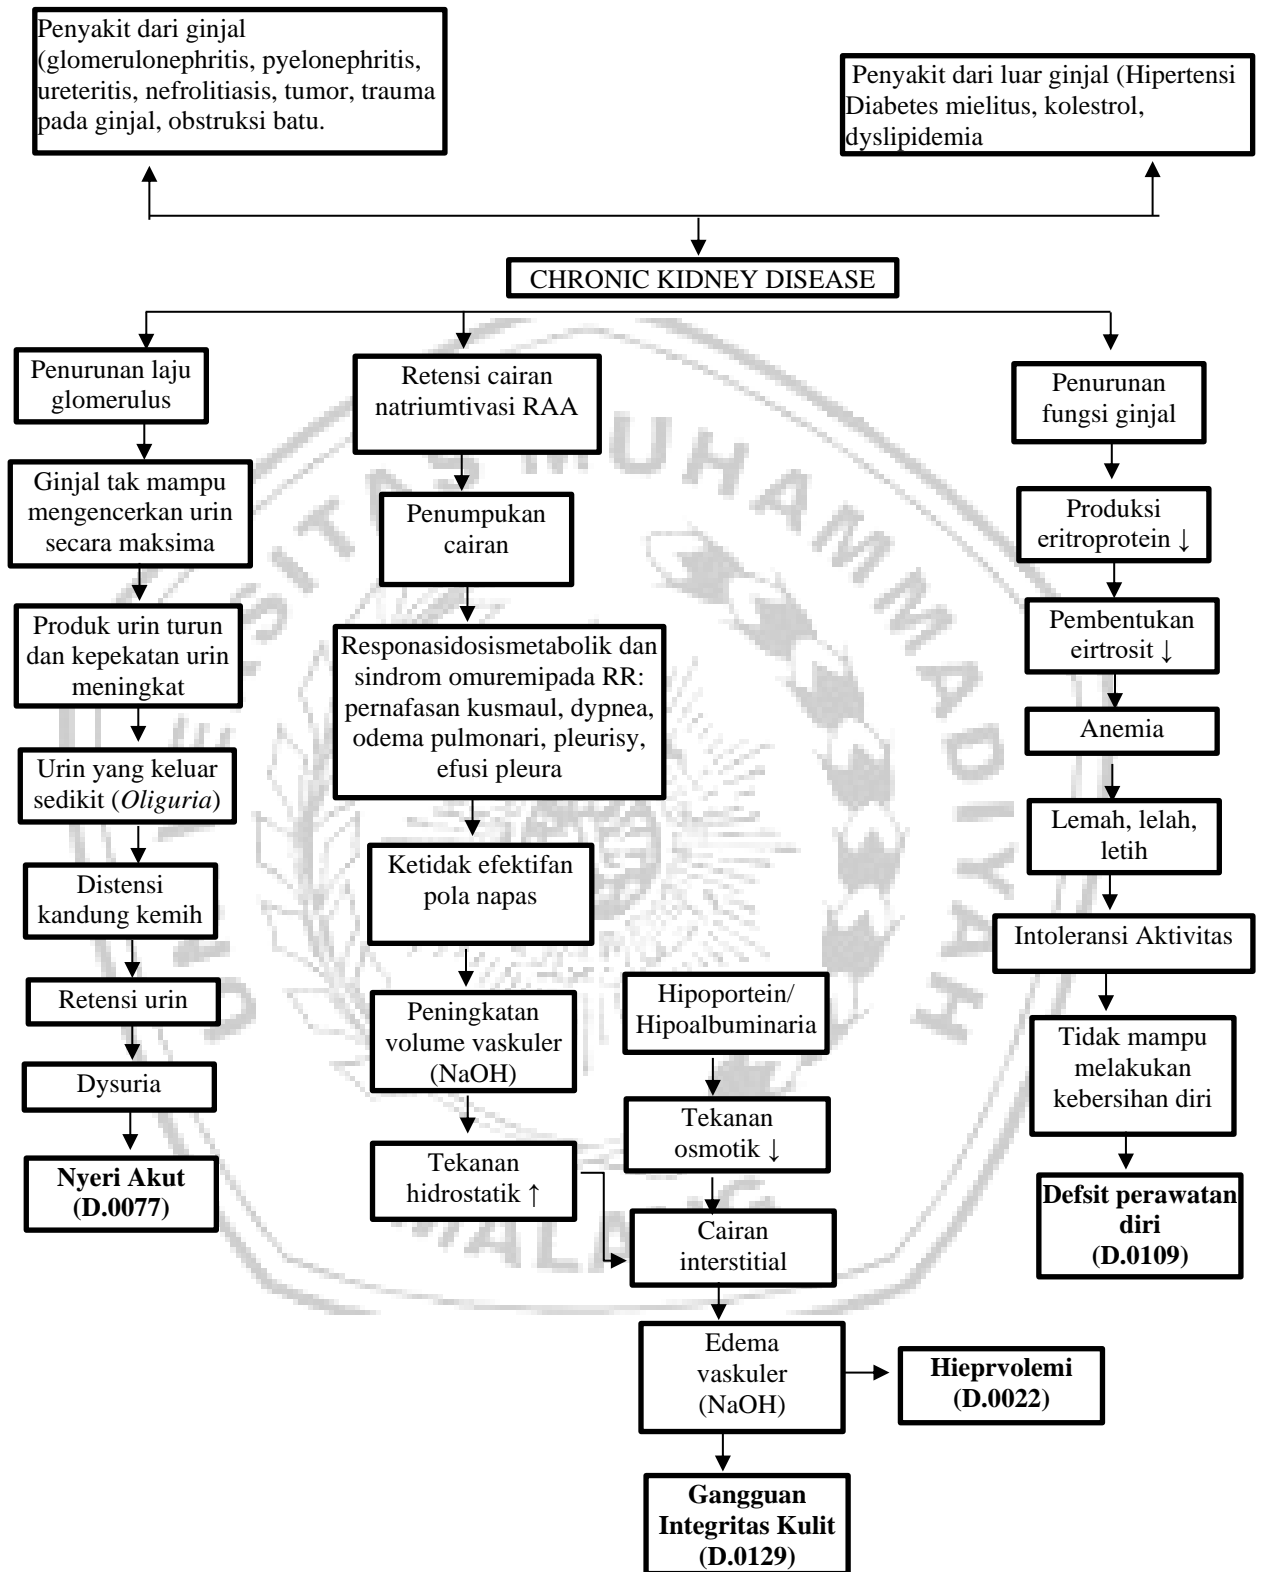 Penyakit dari ginjal
(glomerulonephritis, pyelonephritis,
ureteritis, nefrolitiasis, tumor, trauma
pada ginjal, obstruksi batu.
Penyakit dari luar ginjal (Hipertensi
Diabetes mielitus, kolestrol,
dyslipidemia
CHRONIC KIDNEY DISEASE
Penurunan laju
glomerulus
Ginjal tak mampu
mengencerkan urin
secara maksima
Produk urin turun
dan kepekatan urin
meningkat
Urin yang keluar
sedikit (Oliguria)
Distensi
kandung kemih
Retensi urin
Dysuria
Nyeri Akut
(D.0077)
Retensi cairan
natriumtivasi RAA
Penumpukan
cairan
Responasidosismetabolik dan
sindrom omuremipada RR:
pernafasan kusmaul, dypnea,
odema pulmonari, pleurisy,
efusi pleura
Ketidak efektifan
pola napas
Peningkatan
volume vaskuler
(NaOH)
Tekanan
hidrostatik ↑
Hipoportein/
Hipoalbuminaria
Tekanan
osmotik ↓
Cairan
interstitial
Edema
vaskuler
(NaOH)
Hieprvolemi
(D.0022)
Gangguan
Integritas Kulit
(D.0129)
Penurunan
fungsi ginjal
Produksi
eritroprotein ↓
Pembentukan
eirtrosit ↓
Anemia
Lemah, lelah,
letih
Intoleransi Aktivitas
Tidak mampu
melakukan
kebersihan diri
Defsit perawatan
diri
(D.0109)
MUHAMMADIYAH